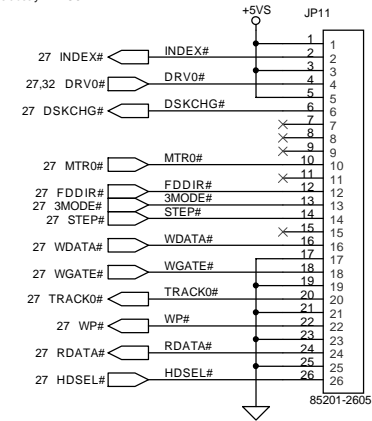 +5VS
JP11
1 1
27 INDEX# INDEX# 2 2
3 3
27,32 DRV0# DRV0# 4 4
5 5
27 DSKCHG# DSKCHG# 6 6
7 7
8 8
9 9
27 MTR0# MTR0# 10 10
11 11
27 FDDIR# FDDIR# 12 12
27 3MODE# 3MODE# 13 13
27 STEP# STEP# 14 14
15 15
27 WDATA# WDATA# 16 16
17 17
27 WGATE# WGATE# 18 18
19 19
27 TRACK0# TRACK0# 20 20
21 21
27 WP# WP# 22 22
23 23
27 RDATA# RDATA# 24 24
25 25
27 HDSEL# HDSEL# 26 26
85201-2605